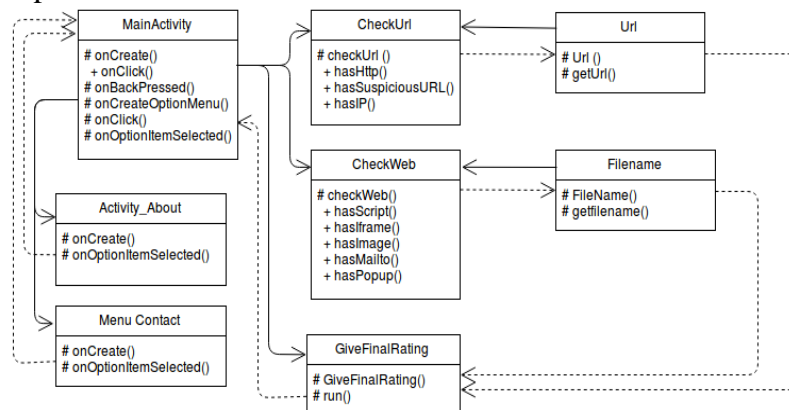 MainActivity
# onCreate()
+ onClick()
# onBackPressed()
# onCreateOptionMenu()
# onClick()
# onOptionItemSelected()
CheckUrl
# checkUrl ()
+ hasHttp()
+ hasSuspiciousURL()
+ hasIP()
Url
# Url ()
# getUrl()
CheckWeb
# checkWeb()
+ hasScript()
+ hasIframe()
+ hasImage()
+ hasMailto()
+ hasPopup()
Filename
# FileName()
# getfilename()
Activity_About
# onCreate()
# onOptionItemSelected()
Menu Contact
# onCreate()
# onOptionItemSelected()
GiveFinalRating
# GiveFinalRating()
# run()